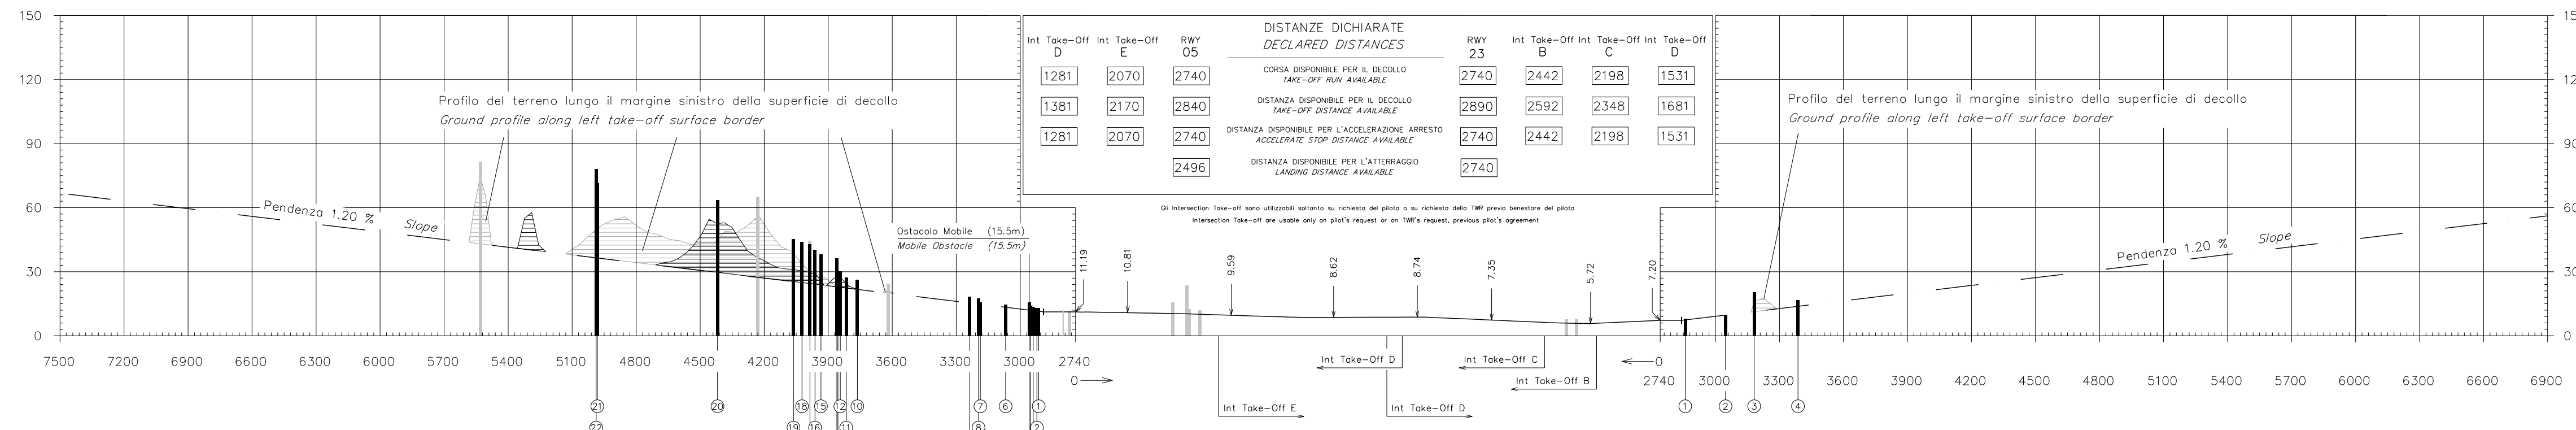 150
120
90
60
30
0
Profilo del terreno lungo il margine sinistro della superficie di decollo
Ground profile along left take-off surface border
Pendenza 1.20 %
Slope
Ostacolo Mobile (15.5m)
Mobile Obstacle (15.5m)
DISTANZE DICHIARATE
DECLARED DISTANCES
Int Take-Off Int Take-Off RWY RWY Int Take-Off Int Take-Off Int Take-Off
D E 05 23 B C D
1281 2070 2740 CORSA DISPONIBILE PER IL DECOLLO 2740 2442 2198 1531
TAKE-OFF RUN AVAILABLE
1381 2170 2840 DISTANZA DISPONIBILE PER IL DECOLLO 2890 2592 2348 1681
TAKE-OFF DISTANCE AVAILABLE
1281 2070 2740 DISTANZA DISPONIBILE PER L'ACCELERAZIONE ARRESTO 2740 2442 2198 1531
ACCELERATE STOP DISTANCE AVAILABLE
2496 DISTANZA DISPONIBILE PER L'ATTERRAGGIO 2740
LANDING DISTANCE AVAILABLE
Gli Intersection Take-off sono utilizzabili soltanto su richiesta del pilota o su richiesta della TWR previo benestare del pilota
Intersection Take-off are usable only on pilot's request or on TWR's request, previous pilot's agreement
11.19 10.81 9.59 8.62 8.74 7.35 5.72 7.20
Profilo del terreno lungo il margine sinistro della superficie di decollo
Ground profile along left take-off surface border
Pendenza 1.20 %
Slope
15
12
90
60
30
0
7500 7200 6900 6600 6300 6000 5700 5400 5100 4800 4500 4200 3900 3600 3300 3000 2740
0
Int Take-Off D
Int Take-Off C
Int Take-Off B
Int Take-Off E
Int Take-Off D
0
2740 3000 3300 3600 3900 4200 4500 4800 5100 5400 5700 6000 6300 6600 6900
21 20 18 15 12 10 7 6 1
22 19 16 11 8 2
1 2 3 4